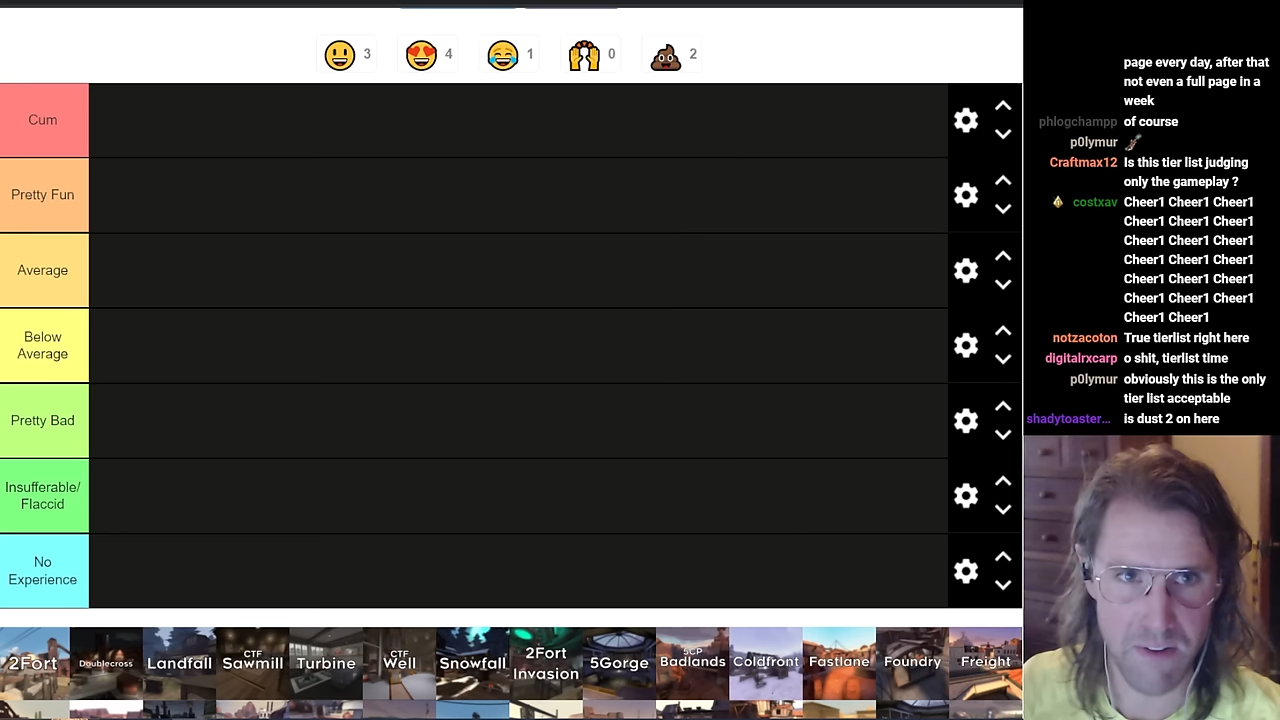 3
4
1
0
2
Cum
Pretty Fun
Average
Below
Average
Pretty Bad
Insufferable/
Flaccid
No
Experience
2Fort
Doublecross
Landfall
CTF
Sawmill
Turbine
CTF
Well
Snowfall
2Fort
Invasion
5Gorge
5CP
Badlands
Coldfront
Fastlane
Foundry
Freight
page every day, after that
not even a full page in a
week
phlogchampp of course
p0lymur
Craftmax12 Is this tier list judging
only the gameplay ?
costxav Cheer1 Cheer1 Cheer1
Cheer1 Cheer1 Cheer1
Cheer1 Cheer1 Cheer1
Cheer1 Cheer1 Cheer1
Cheer1 Cheer1 Cheer1
Cheer1 Cheer1 Cheer1
Cheer1 Cheer1
notzacoton True tierlist right here
digitalrxcarp o shit, tierlist time
p0lymur obviously this is the only
tier list acceptable
shadytoaster... is dust 2 on here